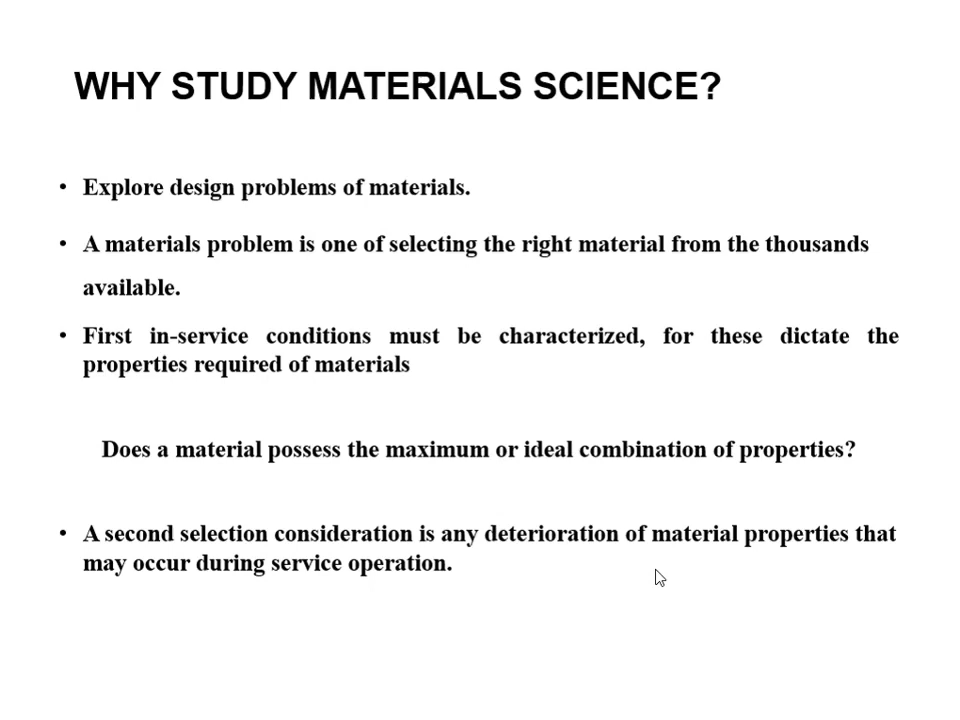 WHY STUDY MATERIALS SCIENCE?
• Explore design problems of materials.
• A materials problem is one of selecting the right material from the thousands
available.
• First in-service conditions must be characterized, for these dictate the
properties required of materials
Does a material possess the maximum or ideal combination of properties?
• A second selection consideration is any deterioration of material properties that
may occur during service operation.